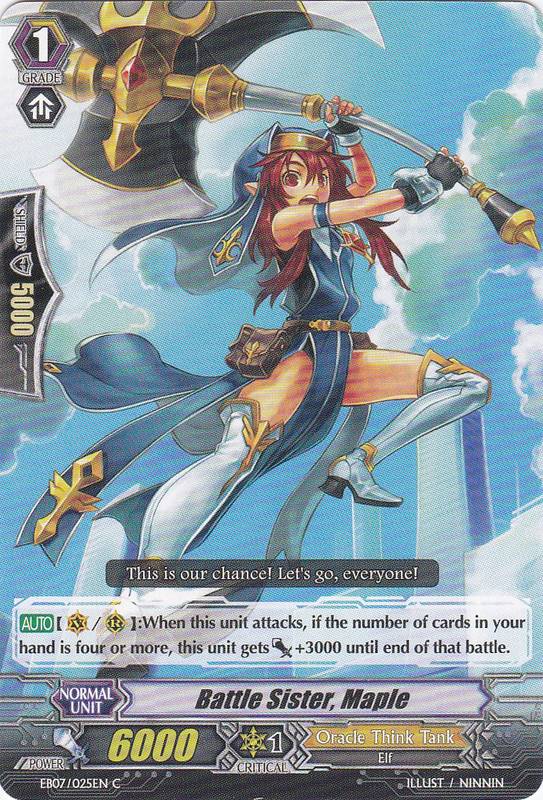 1
GRADE
SHIELD
5000
This is our chance! Let's go, everyone!
AUTO [ V / R ]:When this unit attacks, if the number of cards in your
hand is four or more, this unit gets +3000 until end of that battle.
NORMAL
UNIT
Battle Sister, Maple
POWER
6000
1
CRITICAL
Oracle Think Tank
Elf
EB07/025EN C
ILLUST / NINNIN